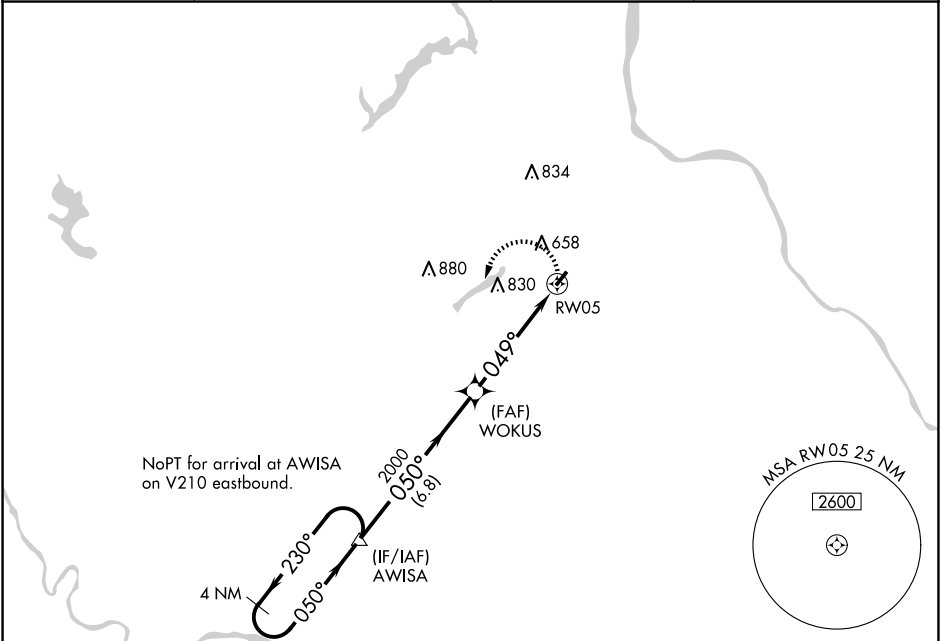 834
658
880
830
RW05
049°
(FAF)
WOKUS
NoPT for arrival at AWISA
on V210 eastbound.
2000
050°
(6.8)
MSA RW05 25 NM
2600
230°
(IF/IAF)
AWISA
4 NM
050°